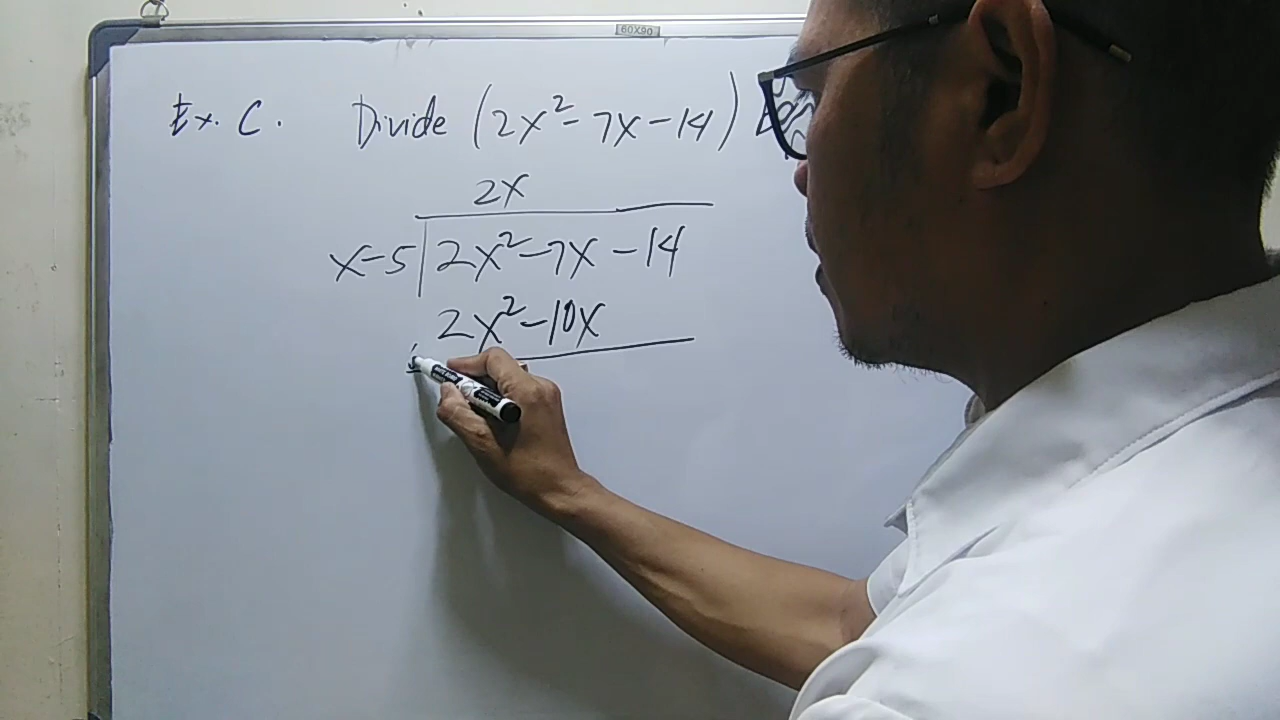 60X90
Ex. C. Divide (2x² - 7x - 14)
2x
x-5 | 2x² - 7x - 14
2x² - 10x